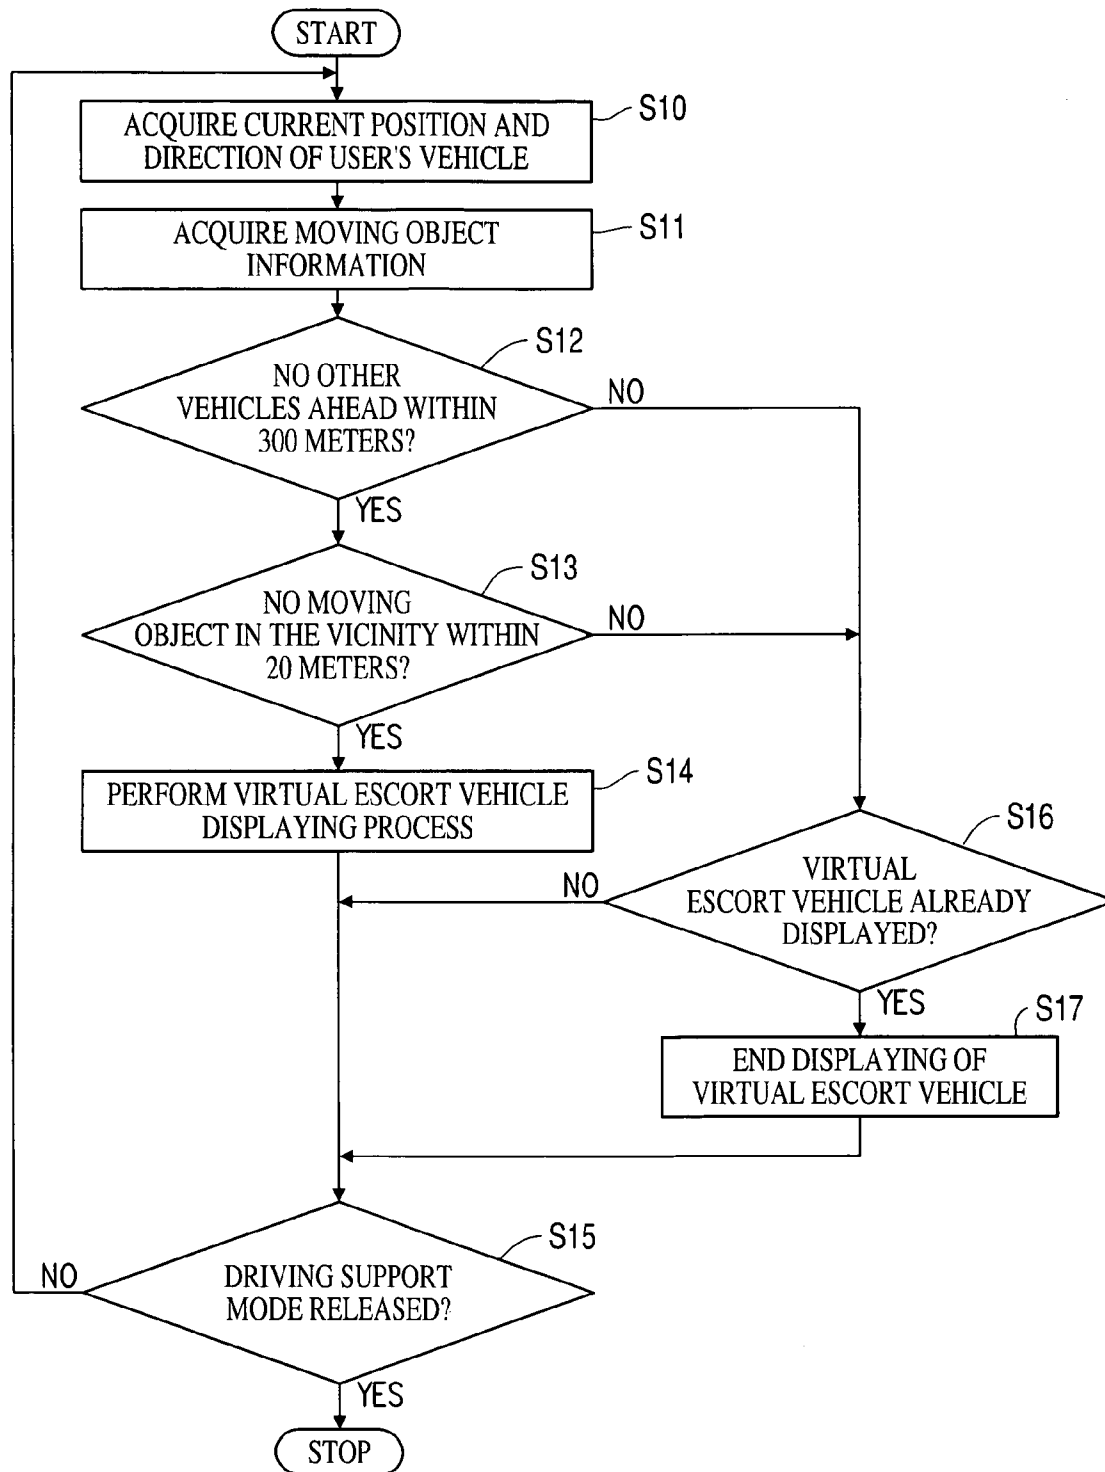 START
S10
ACQUIRE CURRENT POSITION AND
DIRECTION OF USER'S VEHICLE
S11
ACQUIRE MOVING OBJECT
INFORMATION
S12
NO OTHER
VEHICLES AHEAD WITHIN
300 METERS?
NO
YES
S13
NO MOVING
OBJECT IN THE VICINITY WITHIN
20 METERS?
NO
YES
S14
PERFORM VIRTUAL ESCORT VEHICLE
DISPLAYING PROCESS
S16
VIRTUAL
ESCORT VEHICLE ALREADY
DISPLAYED?
NO
YES
S17
END DISPLAYING OF
VIRTUAL ESCORT VEHICLE
S15
DRIVING SUPPORT
MODE RELEASED?
NO
YES
STOP